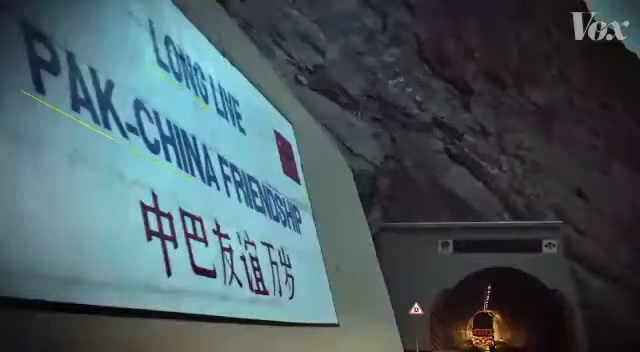 Vox
LONG LIVE
PAK-CHINA FRIENDSHIP
中巴友谊万岁